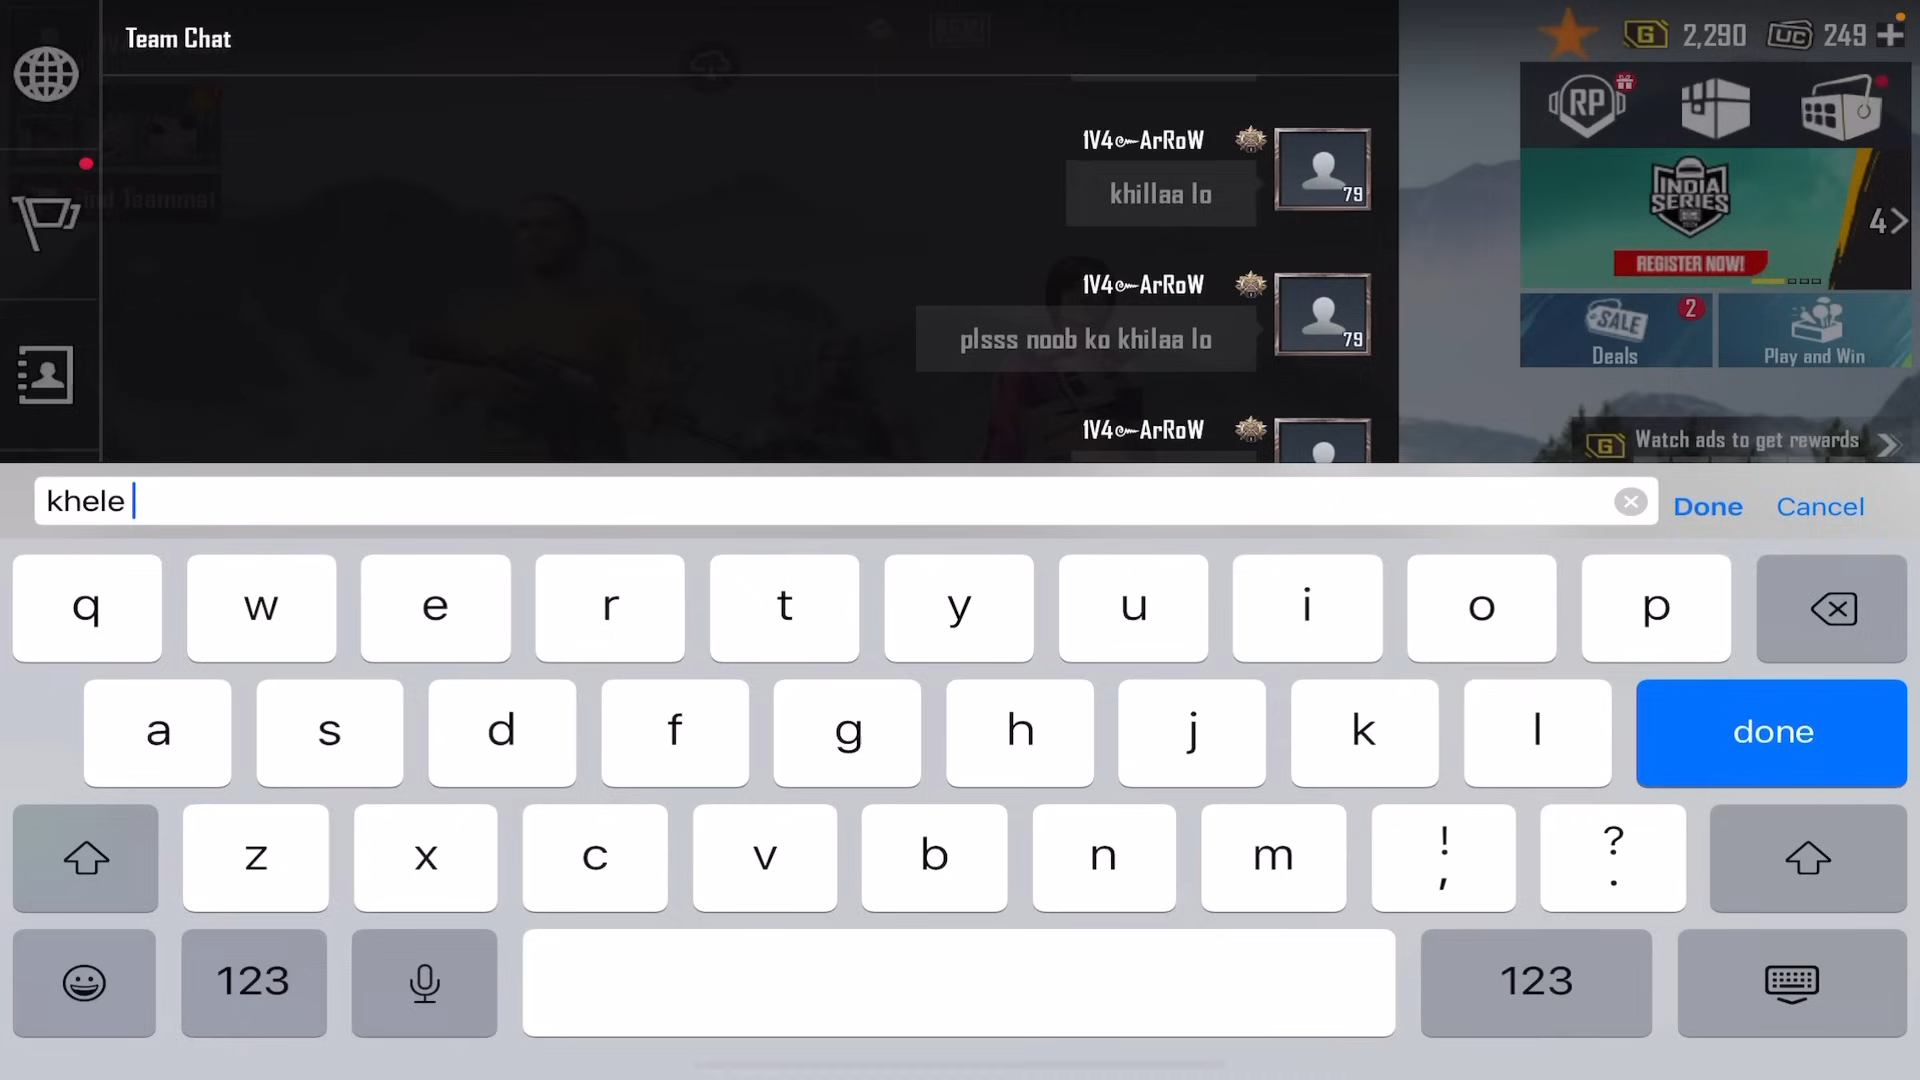 Team Chat
2,290
UC 249
RP
1V4๛ArRoW
khillaa lo
79
INDIA
SERIES
4
REGISTER NOW!
1V4๛ArRoW
plsss noob ko khilaa lo
79
SALE
2
Deals
Play and Win
1V4๛ArRoW
G
Watch ads to get rewards
khele
Done
Cancel
q w e r t y u i o p
a s d f g h j k l done
z x c v b n m ! , ? .
123
123